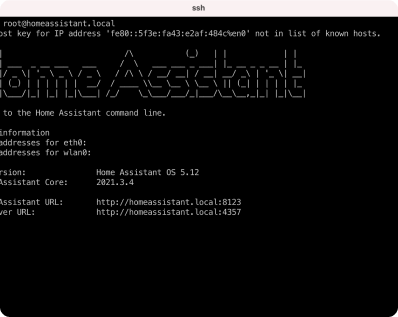 ssh
root@homeassistant.local
ost key for IP address 'fe80::5f3e:fa43:e2af:484c%en0' not in list of known hosts.
Home Assistant
to the Home Assistant command line.
information
addresses for eth0:
addresses for wlan0:
rsion: Home Assistant OS 5.12
Assistant Core: 2021.3.4
Assistant URL: http://homeassistant.local:8123
ver URL: http://homeassistant.local:4357